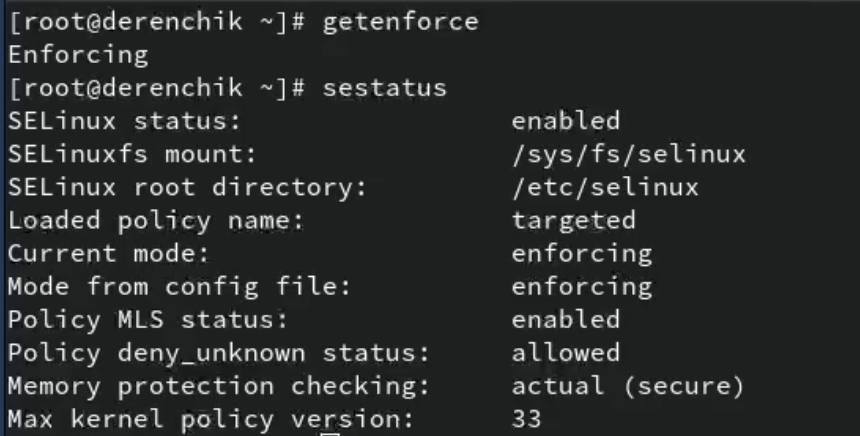 [root@derenchik ~]# getenforce
Enforcing
[root@derenchik ~]# sestatus
SELinux status: enabled
SELinuxfs mount: /sys/fs/selinux
SELinux root directory: /etc/selinux
Loaded policy name: targeted
Current mode: enforcing
Mode from config file: enforcing
Policy MLS status: enabled
Policy deny_unknown status: allowed
Memory protection checking: actual (secure)
Max kernel policy version: 33